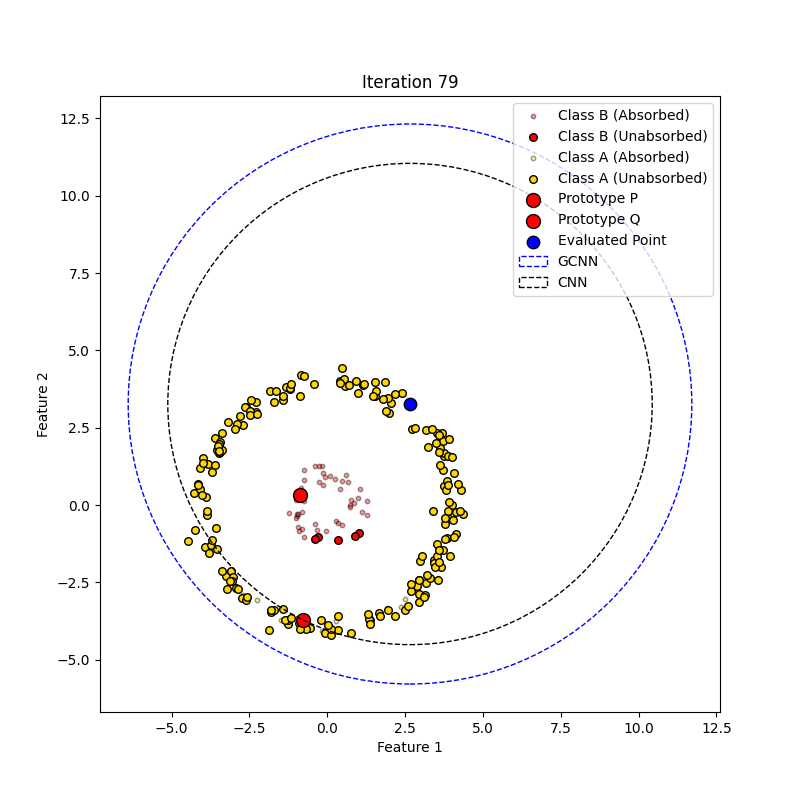 Iteration 79
Class B (Absorbed)
Class B (Unabsorbed)
Class A (Absorbed)
Class A (Unabsorbed)
Prototype P
Prototype Q
Evaluated Point
GCNN
CNN
12.5
10.0
7.5
5.0
2.5
0.0
−2.5
−5.0
Feature 2
−5.0 −2.5 0.0 2.5 5.0 7.5 10.0 12.5
Feature 1